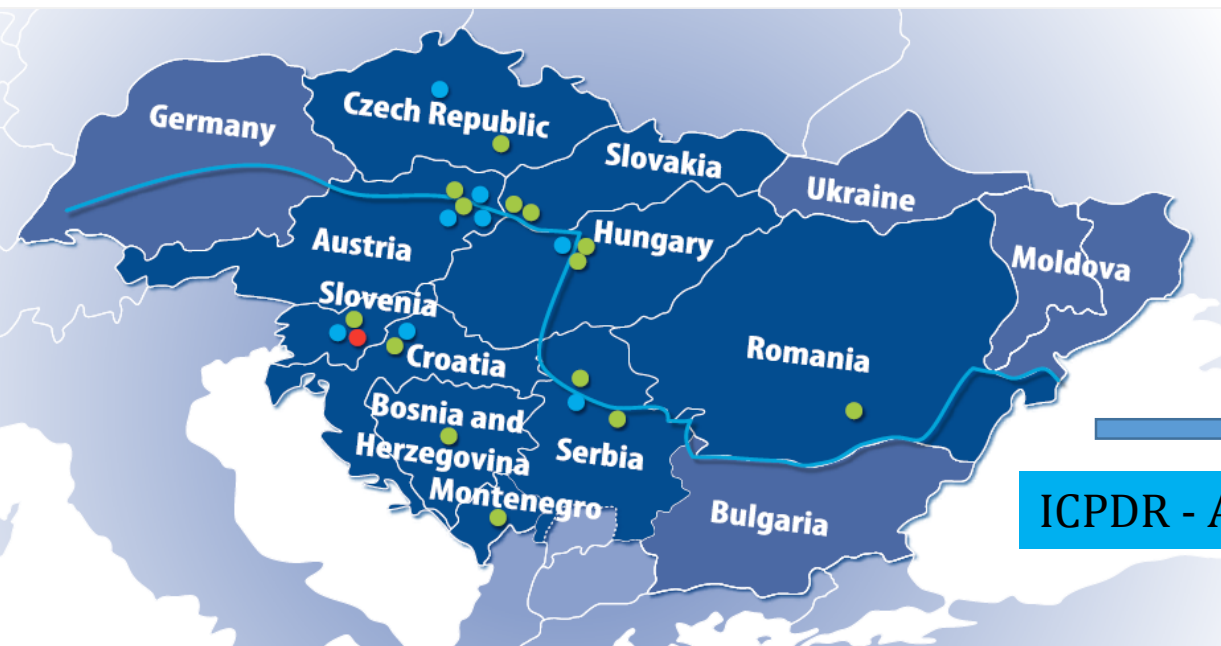 Germany
Czech Republic
Slovakia
Ukraine
Austria
Hungary
Moldova
Slovenia
Croatia
Romania
Bosnia and
Herzegovina
Serbia
Montenegro
Bulgaria
ICPDR -